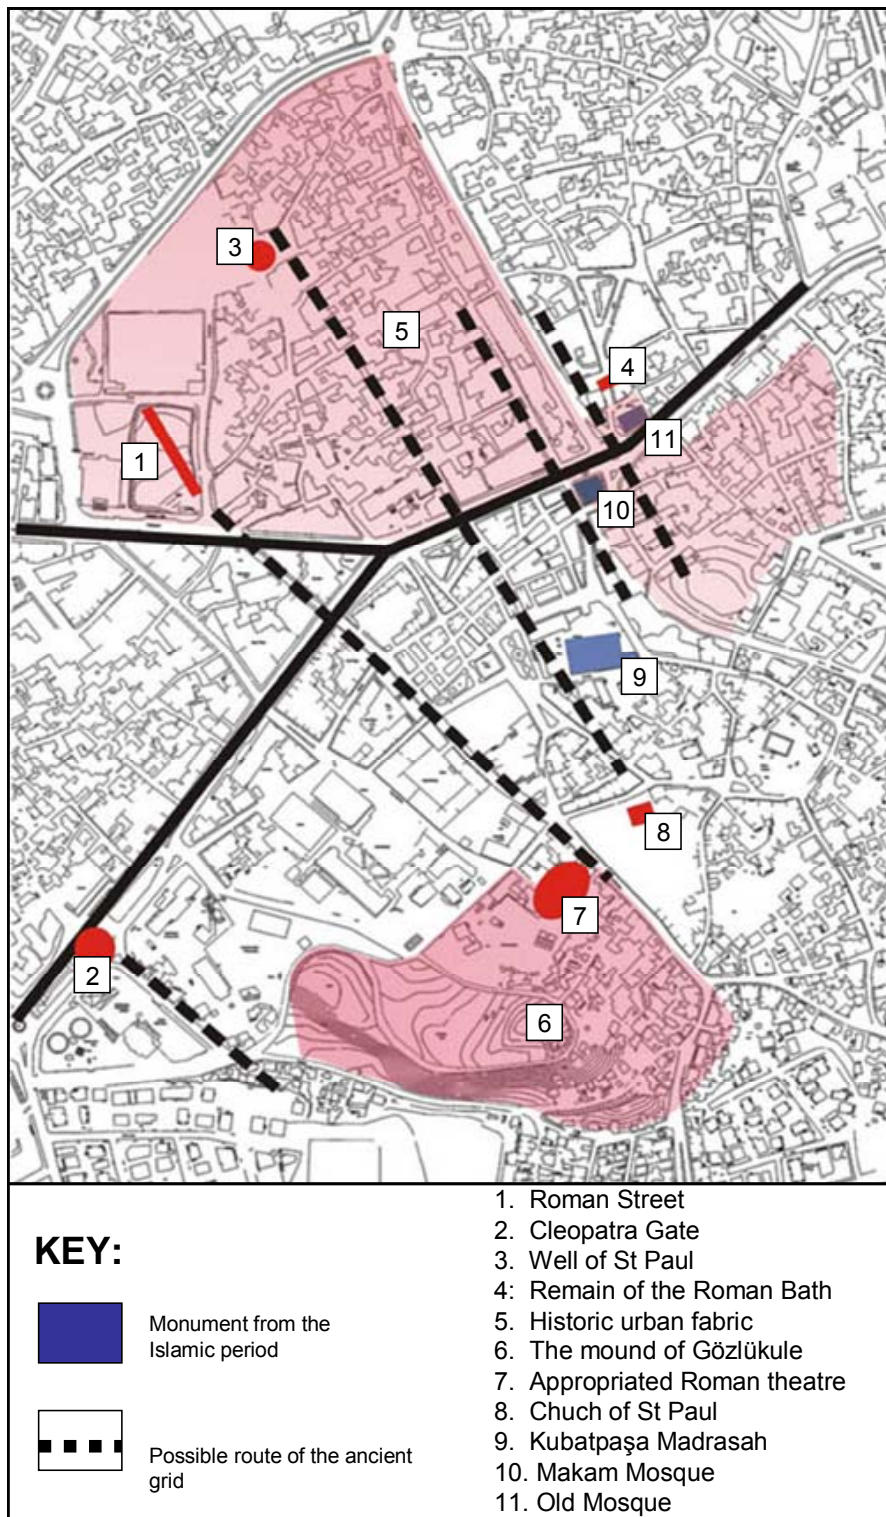 3
5
4
11
1
10
9
8
7
2
6
KEY:
Monument from the
Islamic period
Possible route of the ancient
grid
1. Roman Street
2. Cleopatra Gate
3. Well of St Paul
4: Remain of the Roman Bath
5. Historic urban fabric
6. The mound of Gözlükule
7. Appropriated Roman theatre
8. Chuch of St Paul
9. Kubatpaşa Madrasah
10. Makam Mosque
11. Old Mosque